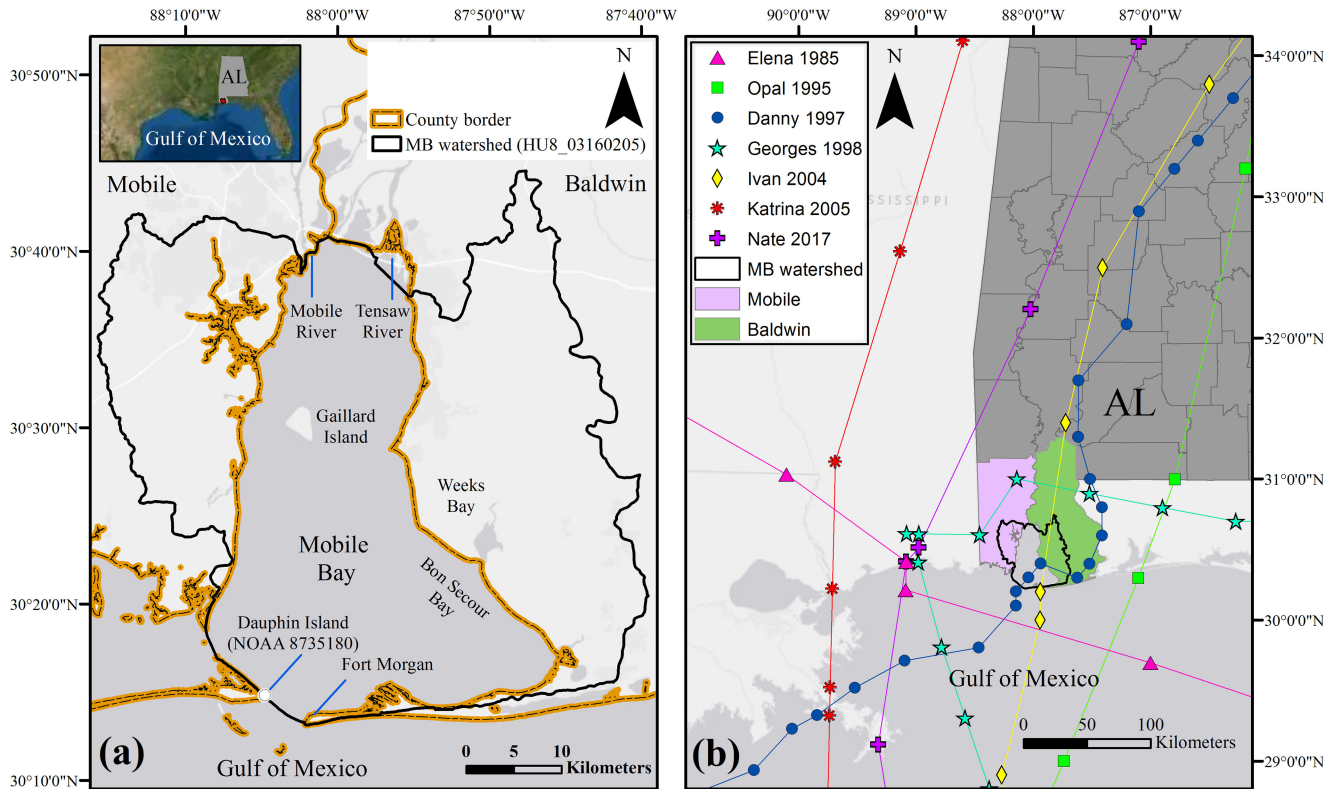 88°10'0"W
88°0'0"W
87°50'0"W
87°40'0"W
30°50'0"N
30°40'0"N
30°30'0"N
30°20'0"N
30°10'0"N
AL
Gulf of Mexico
N
County border
MB watershed (HU8_03160205)
Mobile
Baldwin
Mobile
River
Tensaw
River
Gaillard
Island
Weeks
Bay
Mobile
Bay
Bon Secour
Bay
Dauphin Island
(NOAA 8735180)
Fort Morgan
(a)
Gulf of Mexico
0 5 10
Kilometers
90°0'0"W
89°0'0"W
88°0'0"W
87°0'0"W
34°0'0"N
33°0'0"N
32°0'0"N
31°0'0"N
30°0'0"N
29°0'0"N
Elena 1985
Opal 1995
Danny 1997
Georges 1998
Ivan 2004
Katrina 2005
Nate 2017
MB watershed
Mobile
Baldwin
N
SSISSIPPI
AL
Gulf of Mexico
0 50 100
Kilometers
(b)